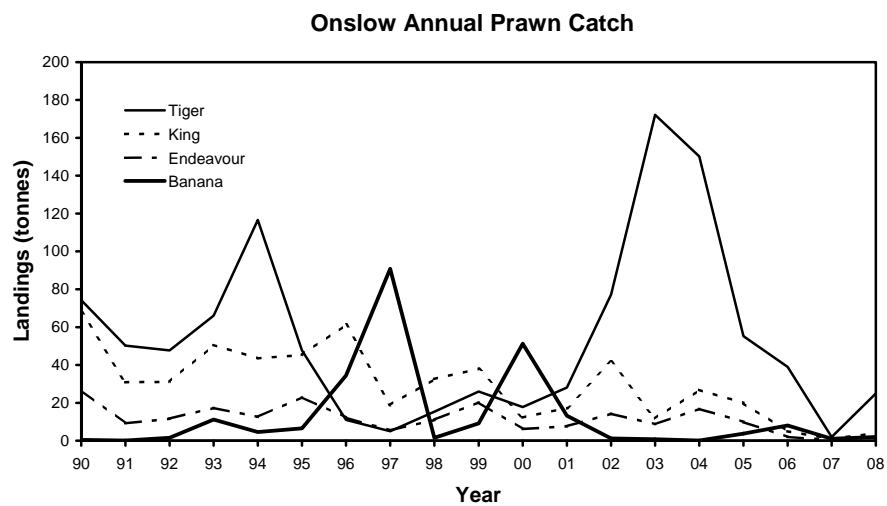 Onslow Annual Prawn Catch
200
180
160
140
120
100
80
60
40
20
0
Landings (tonnes)
Tiger
King
Endeavour
Banana
90 91 92 93 94 95 96 97 98 99 00 01 02 03 04 05 06 07 08
Year